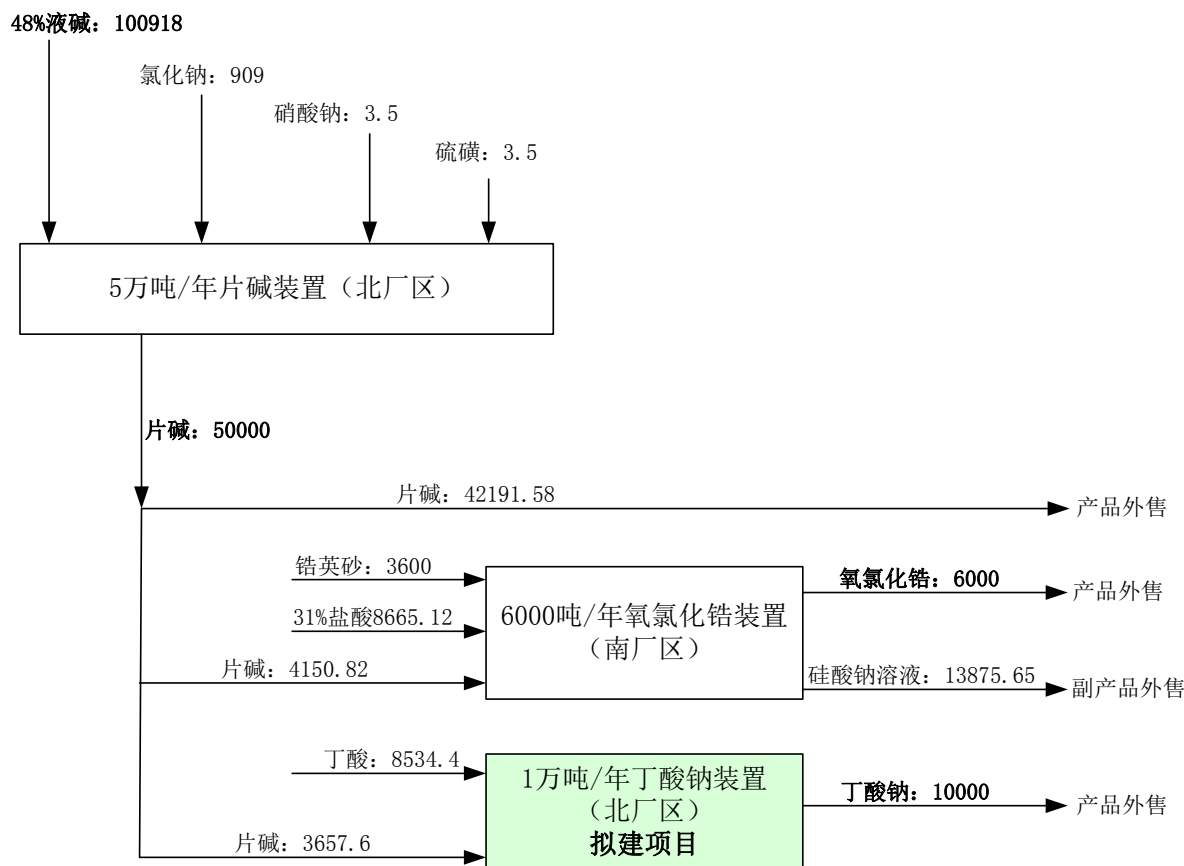 48%液碱：100918
氯化钠：909
硝酸钠：3.5
硫磺：3.5
5万吨/年片碱装置（北厂区）
片碱：50000
片碱：42191.58
产品外售
锆英砂：3600
31%盐酸8665.12
片碱：4150.82
6000吨/年氧氯化锆装置
（南厂区）
氧氯化锆：6000
产品外售
硅酸钠溶液：13875.65
副产品外售
丁酸：8534.4
片碱：3657.6
1万吨/年丁酸钠装置
（北厂区）
拟建项目
丁酸钠：10000
产品外售